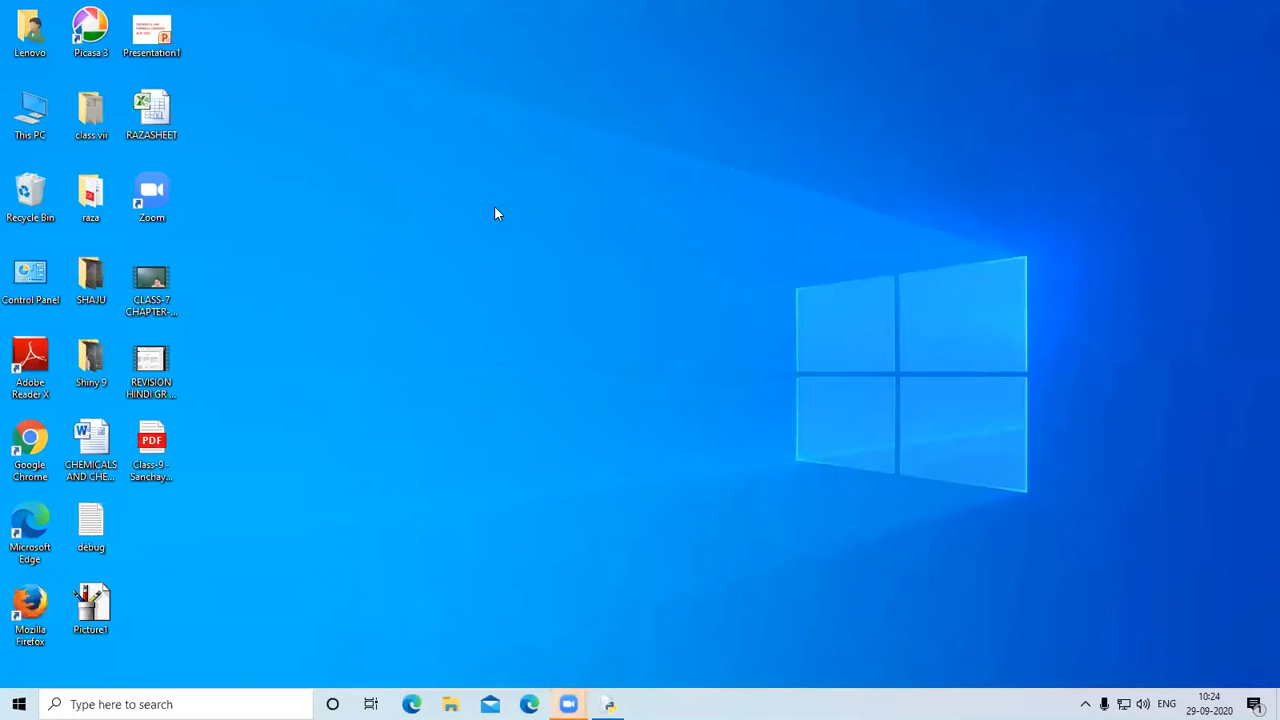 Lenovo
Picasa 3
Presentation1
This PC
class vii
RAZASHEET
Recycle Bin
raza
Zoom
Control Panel
SHAJU
CLASS-7
CHAPTER-...
Adobe
Reader X
Shiny 9
REVISION
HINDI GR ...
Google
Chrome
CHEMICALS
AND CHE...
PDF
Class-9 -
Sanchay...
Microsoft
Edge
debug
Mozilla
Firefox
Picture1
Type here to search
ENG
10:24
29-09-2020
1